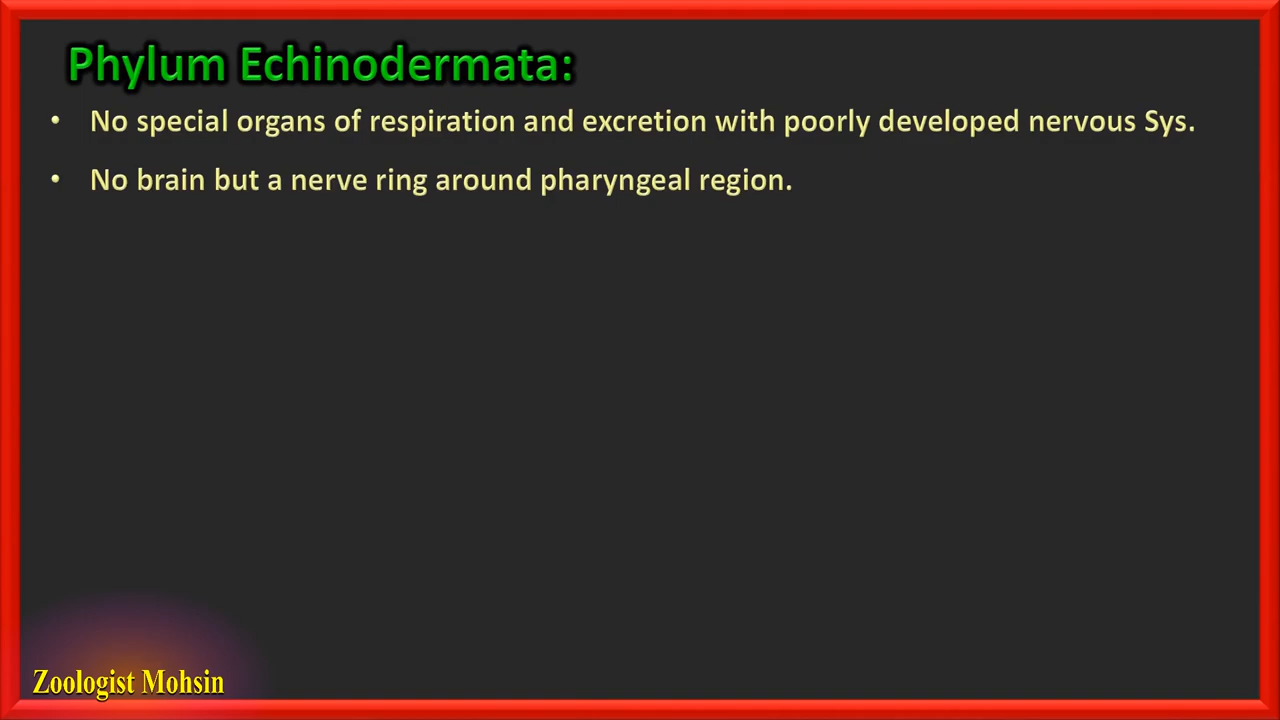 Phylum Echinodermata:
• No special organs of respiration and excretion with poorly developed nervous Sys.
• No brain but a nerve ring around pharyngeal region.
Zoologist Mohsin